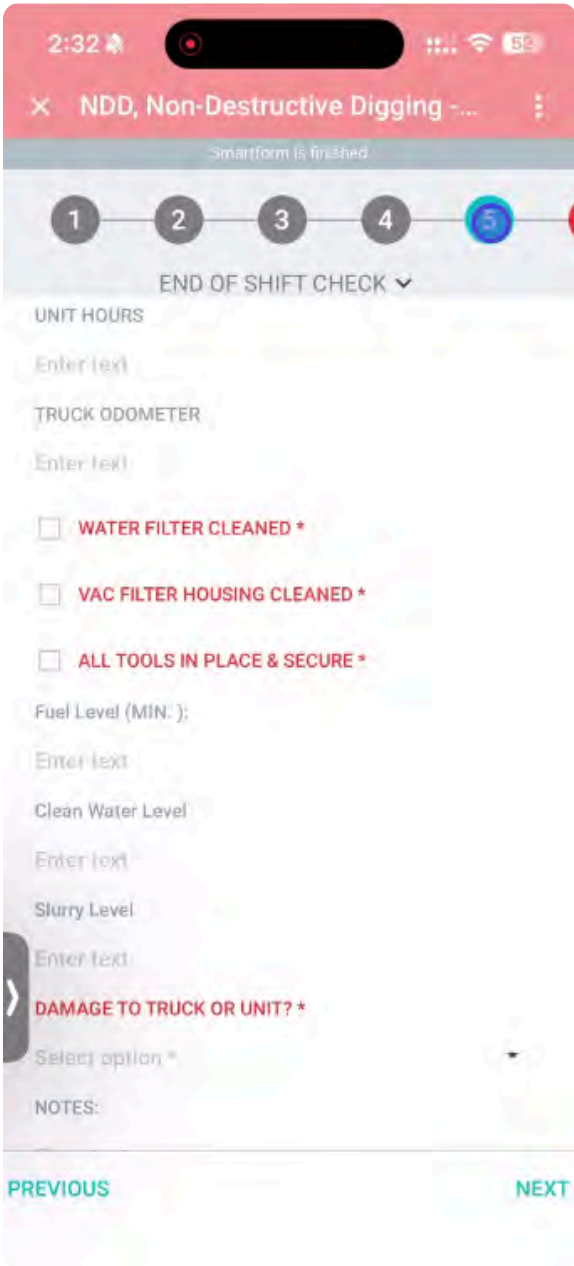 2:32
NDD, Non-Destructive Digging -...
Smartform is finished
1 2 3 4 5
END OF SHIFT CHECK
UNIT HOURS
Enter text
TRUCK ODOMETER
Enter text
WATER FILTER CLEANED *
VAC FILTER HOUSING CLEANED *
ALL TOOLS IN PLACE & SECURE *
Fuel Level (MIN. ):
Enter text
Clean Water Level
Enter text
Slurry Level
Enter text
DAMAGE TO TRUCK OR UNIT? *
Select option *
NOTES:
PREVIOUS NEXT